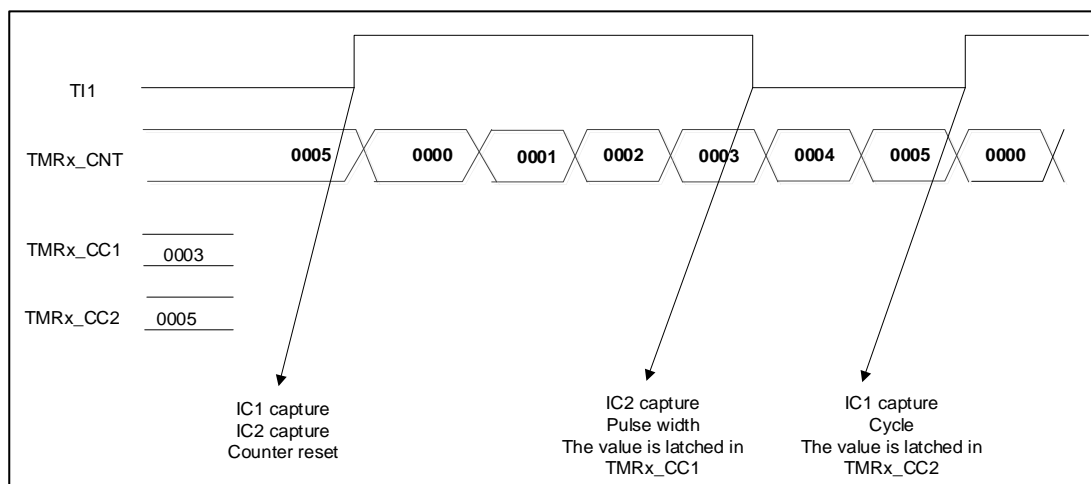 TI1
TMRx_CNT
0005 0000 0001 0002 0003 0004 0005 0000
TMRx_CC1
0003
TMRx_CC2
0005
IC1 capture
IC2 capture
Counter reset
IC2 capture
Pulse width
The value is latched in
TMRx_CC1
IC1 capture
Cycle
The value is latched in
TMRx_CC2